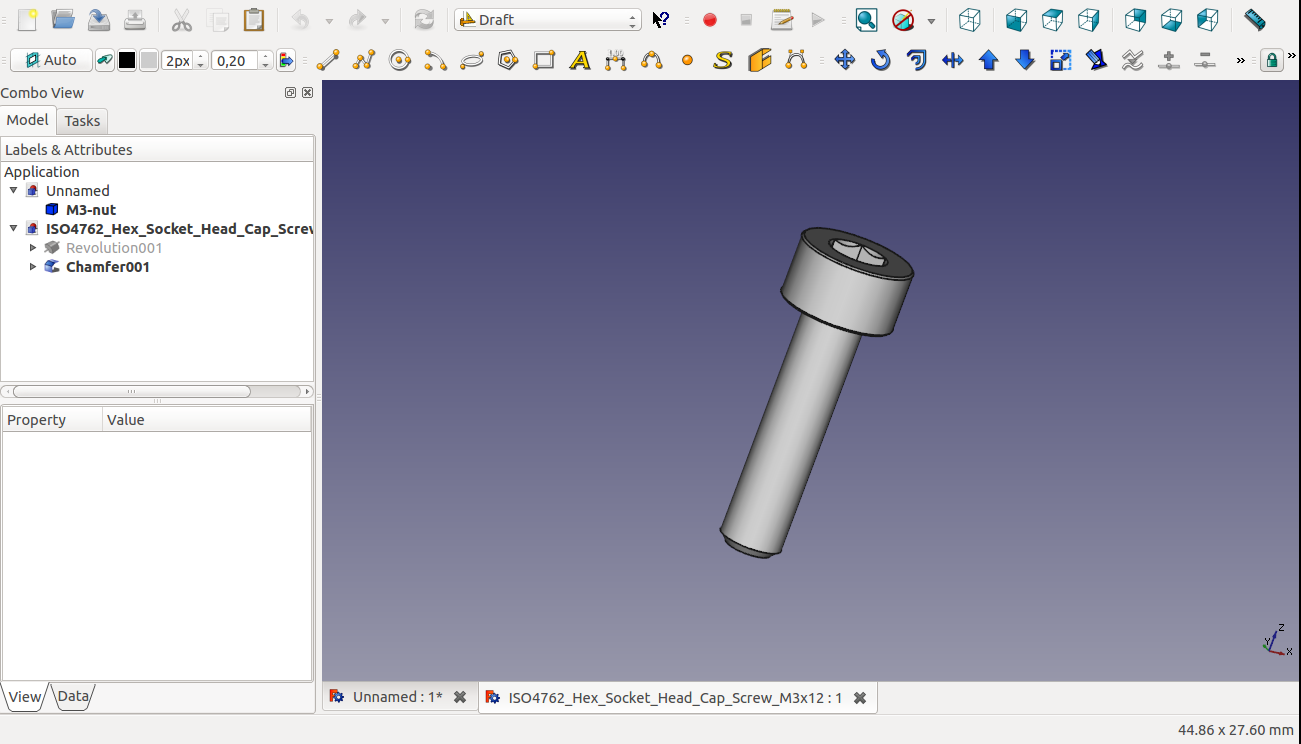 Draft
?
Auto
2px
0,20
A
S
»
»
Combo View
Model
Tasks
Labels & Attributes
Application
Unnamed
M3-nut
ISO4762_Hex_Socket_Head_Cap_Screw
Revolution001
Chamfer001
Property
Value
Z
Y
X
View
Data
Unnamed : 1*
ISO4762_Hex_Socket_Head_Cap_Screw_M3x12 : 1
44.86 x 27.60 mm